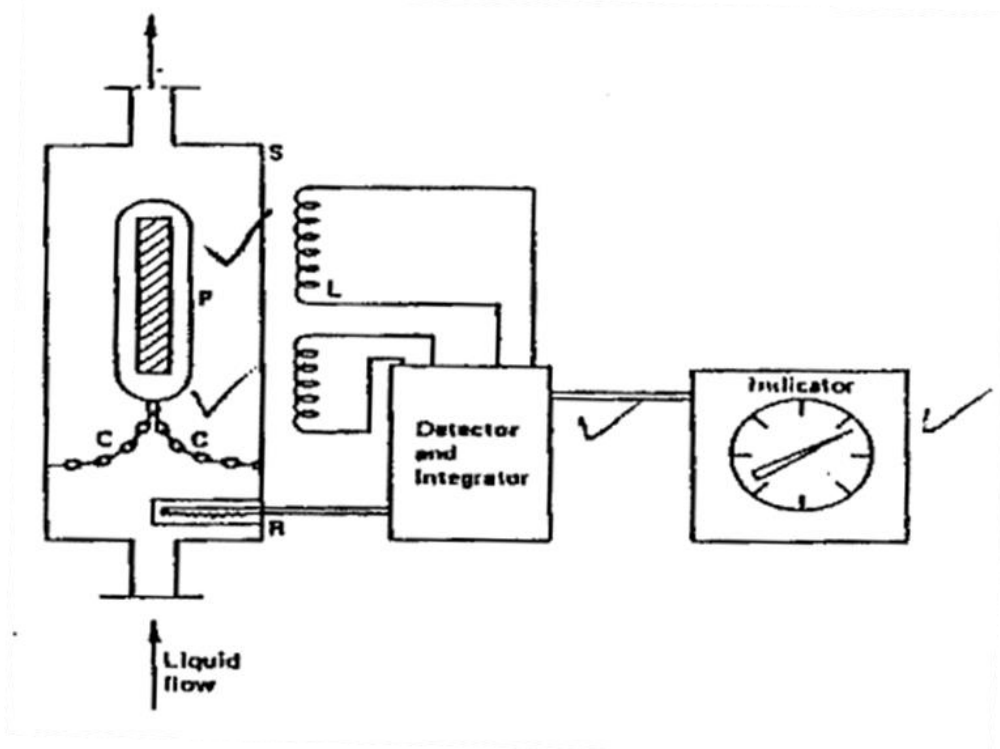 S
P
L
C C
Indicator
Detector
and
Integrator
R
Liquid
flow